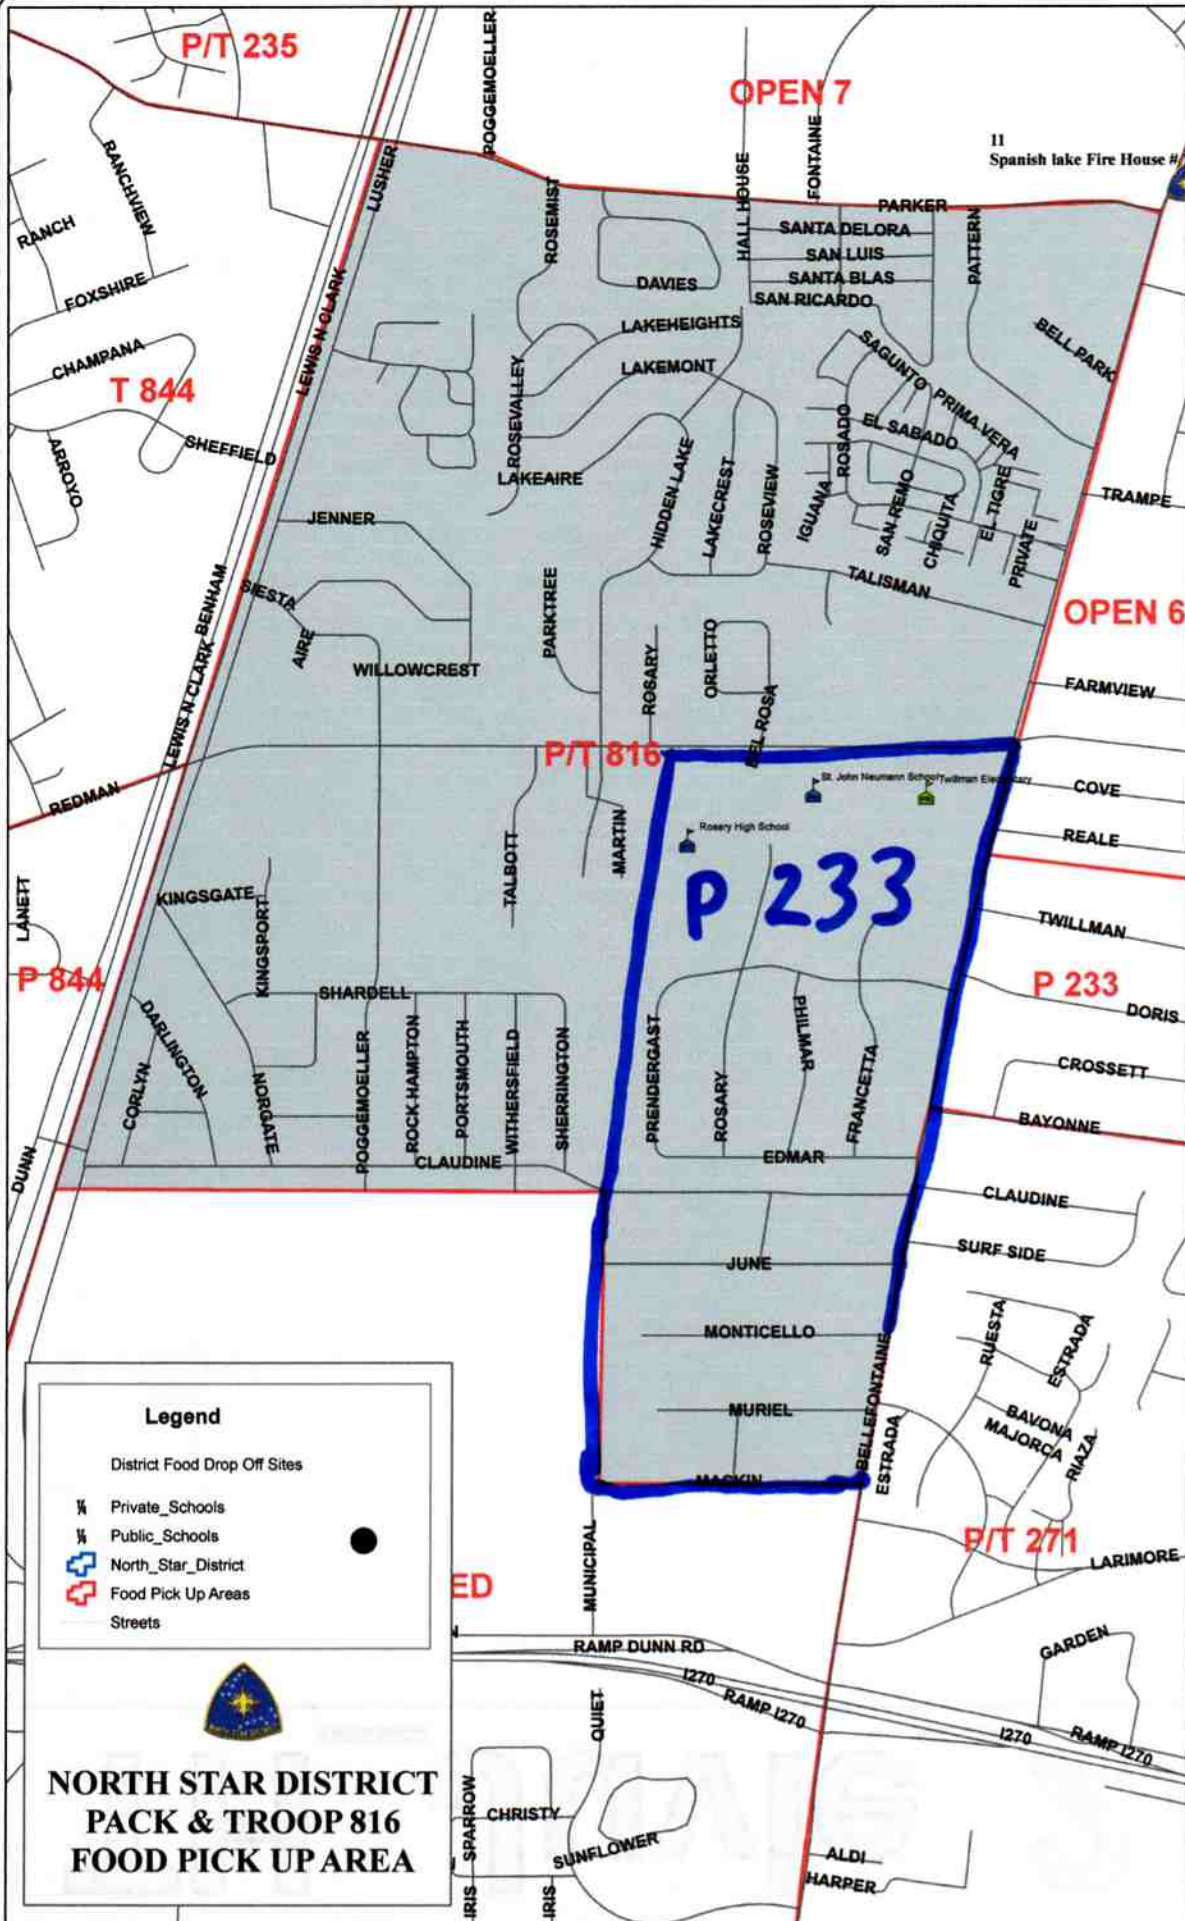 P/T 235
POGGEMOELLER
OPEN 7
HALL HOUSE
FONTAINE
11
Spanish lake Fire House #
LUSHER
RANCHVIEW
RANCH
FOXSHIRE
ROSEMIST
PARKER
SANTA DELORA
SAN LUIS
SANTA BLAS
SAN RICARDO
PATTERN
DAVIES
LEWIS N CLARK
CHAMPANA
T 844
LAKEHEIGHTS
LAKEMONT
BELL PARK
SAGUNTO
PRIMA VERA
ROSEVALLEY
ROSADO
EL SABADO
ARROYO
SHEFFIELD
LAKEAIRE
HIDDEN LAKE
LAKECREST
ROSEVIEW
IGUANA
SAN REMO
CHIQUITA
EL TIGRE
PRIVATE
TRAMPE
JENNER
TALISMAN
SIESTA
BENHAM
LEWIS N CLARK
AIRE
WILLOWCREST
PARKTREE
ROSARY
ORLETTO
BEL ROSA
OPEN 6
FARMVIEW
P/T 816
REDMAN
St. John Neumann School
Twillman Elementary
COVE
REALE
Rosary High School
MARTIN
TALBOTT
P 233
KINGSGATE
KINGSPORT
LANETT
P 844
TWILLMAN
P 233
DORIS
SHARDELL
DARLINGTON
CORLYN
NORGATE
POGGEMOELLER
ROCK HAMPTON
PORTSMOUTH
WITHERSFIELD
SHERRINGTON
PRENDERGAST
ROSARY
PHILMAR
FRANCETTA
CROSSETT
BAYONNE
DUNN
CLAUDINE
EDMAR
CLAUDINE
SURF SIDE
JUNE
MONTICELLO
MURIEL
BELLEFONTAINE
ESTRADA
RUESTA
ESTRADA
BAVONA
MAJORCA
RIAZA
P/T 271
LARIMORE
MUNICIPAL
ED
RAMP DUNN RD
I270
RAMP I270
I270
RAMP I270
GARDEN
QUIET
SPARROW
CHRISTY
SUNFLOWER
IRIS
IRIS
ALDI
HARPER
Legend
District Food Drop Off Sites
Private_Schools
Public_Schools
North_Star_District
Food Pick Up Areas
Streets
NORTH STAR DISTRICT
PACK & TROOP 816
FOOD PICK UP AREA